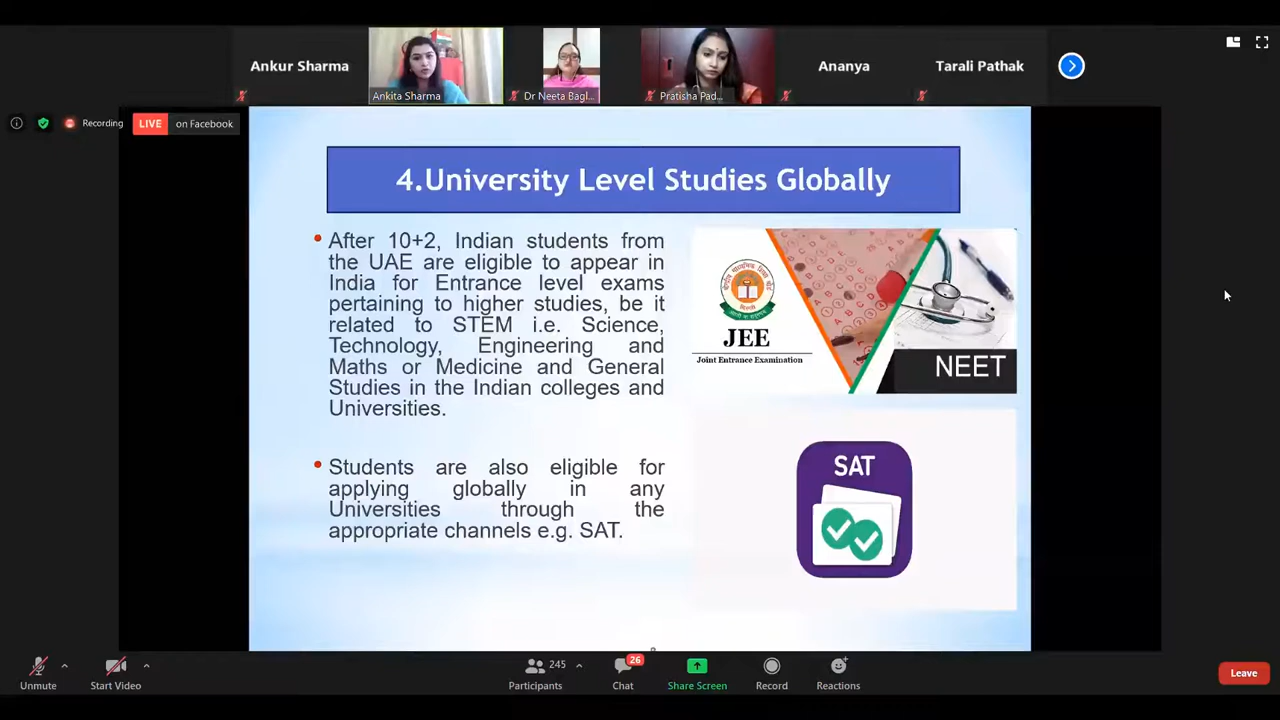 Ankur Sharma
Ananya
Tarali Pathak
Ankita Sharma
Dr Neeta Bagl...
Pratisha Pad...
Recording
LIVE on Facebook
4.University Level Studies Globally
After 10+2, Indian students from
the UAE are eligible to appear in
India for Entrance level exams
pertaining to higher studies, be it
related to STEM i.e. Science,
Technology, Engineering and
Maths or Medicine and General
Studies in the Indian colleges and
Universities.
Students are also eligible for
applying globally in any
Universities through the
appropriate channels e.g. SAT.
JEE
Joint Entrance Examination
NEET
SAT
245
26
Unmute
Start Video
Participants
Chat
Share Screen
Record
Reactions
Leave